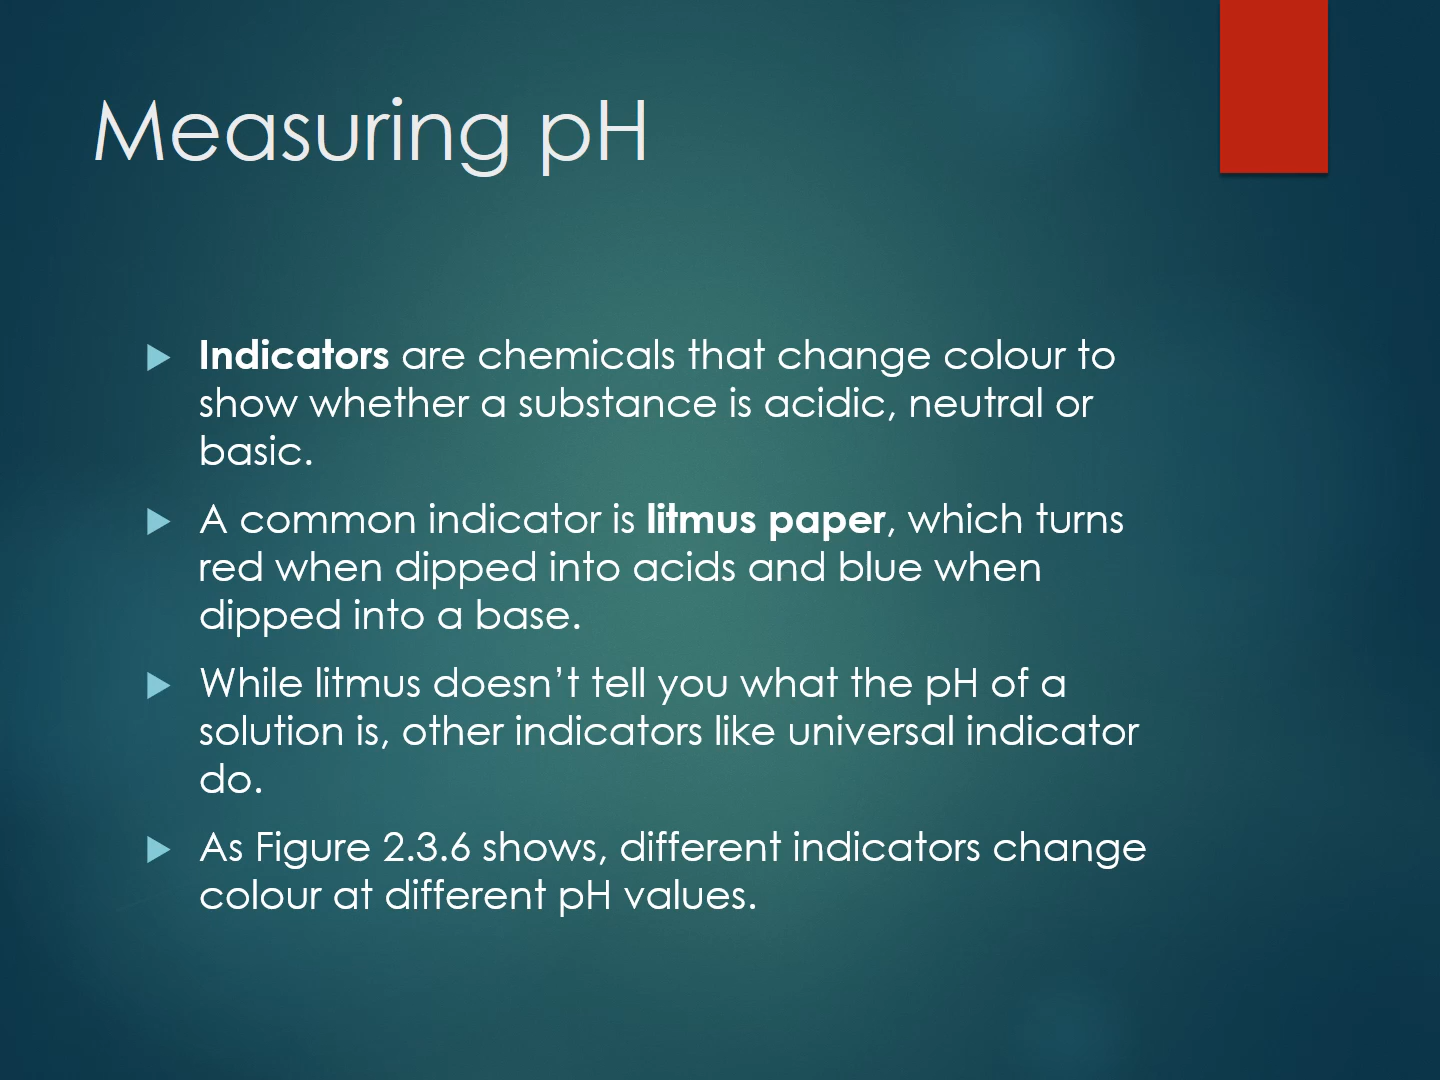 Measuring pH
Indicators are chemicals that change colour to
show whether a substance is acidic, neutral or
basic.
A common indicator is litmus paper, which turns
red when dipped into acids and blue when
dipped into a base.
While litmus doesn’t tell you what the pH of a
solution is, other indicators like universal indicator
do.
As Figure 2.3.6 shows, different indicators change
colour at different pH values.